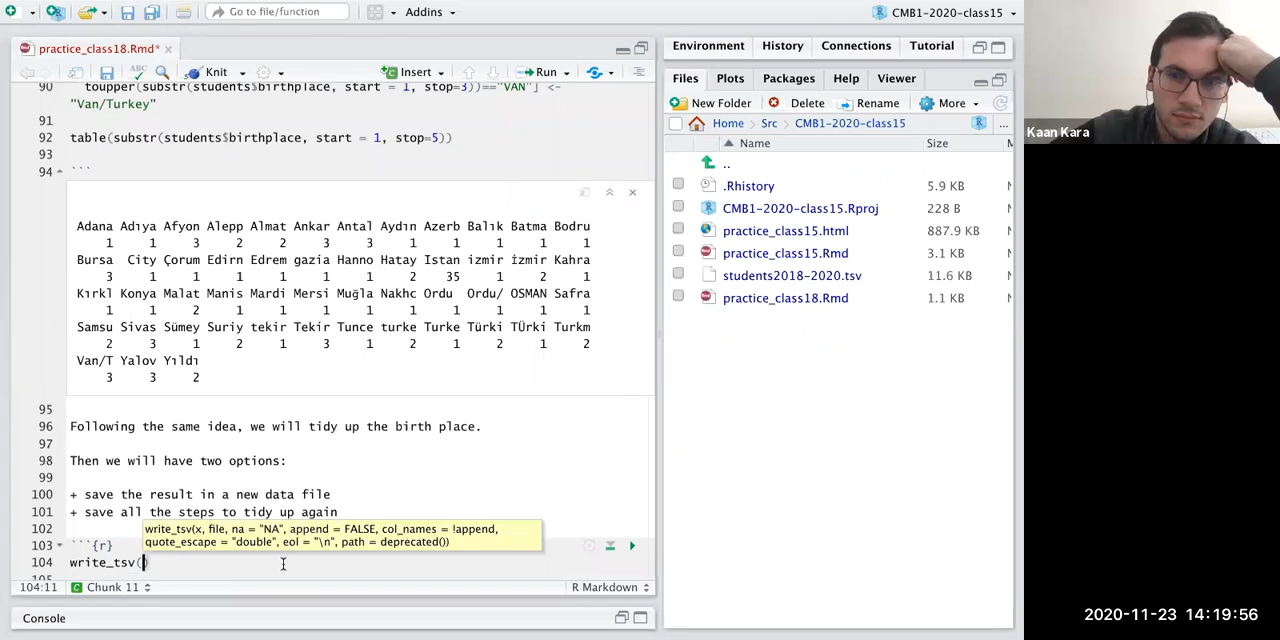 Go to file/function
Addins
CMB1-2020-class15
practice_class18.Rmd*
ABC
Knit
Insert
Run
90 toupper(substr(students$birthplace, start = 1, stop=3))=="VAN"] <-
"Van/Turkey"
91
92 table(substr(students$birthplace, start = 1, stop=5))
93
94 ```
Adana Adıya Afyon Alepp Almat Ankar Antal Aydın Azerb Balık Batma Bodru
1 1 3 2 2 3 3 1 1 1 1 1
Bursa City Çorum Edirn Edrem gazia Hanno Hatay Istan izmir İzmir Kahra
3 1 1 1 1 1 1 2 35 1 2 1
Kırkl Konya Malat Manis Mardi Mersi Muğla Nakhc Ordu Ordu/ OSMAN Safra
1 1 2 1 1 1 1 1 1 1 1 1
Samsu Sivas Sümey Suriy tekir Tekir Tunce turke Turke Türki TÜrki Turkm
2 3 1 2 1 3 1 2 1 2 1 2
Van/T Yalov Yıldı
3 3 2
95
96 Following the same idea, we will tidy up the birth place.
97
98 Then we will have two options:
99
100 + save the result in a new data file
101 + save all the steps to tidy up again
102
write_tsv(x, file, na = "NA", append = FALSE, col_names = !append,
quote_escape = "double", eol = "\n", path = deprecated())
103 ```{r}
104 write_tsv()
105
104:11 Chunk 11 R Markdown
Console
Environment History Connections Tutorial
Files Plots Packages Help Viewer
New Folder Delete Rename More
Home Src CMB1-2020-class15 ...
Name Size
..
.Rhistory 5.9 KB
CMB1-2020-class15.Rproj 228 B
practice_class15.html 887.9 KB
practice_class15.Rmd 3.1 KB
students2018-2020.tsv 11.6 KB
practice_class18.Rmd 1.1 KB
Kaan Kara
2020-11-23 14:19:56